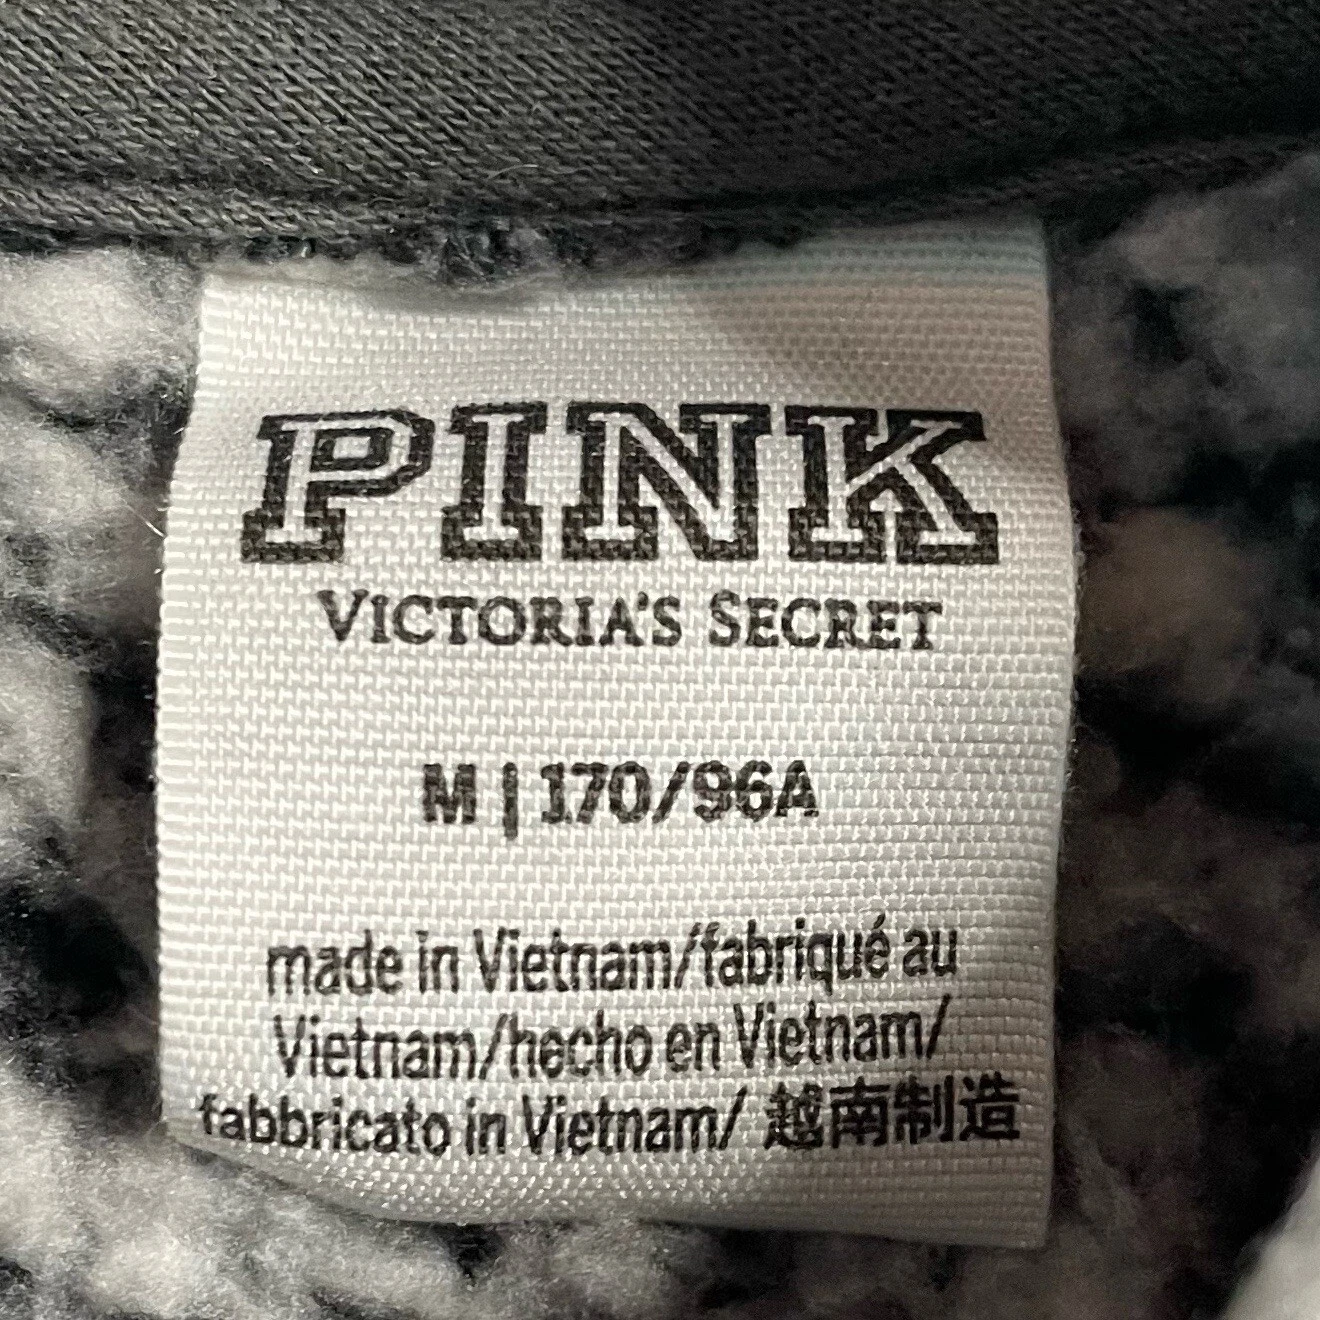 PINK
VICTORIA'S SECRET
M | 170/96A
made in Vietnam/fabriqué au
Vietnam/hecho en Vietnam/
fabbricato in Vietnam/ 越南制造